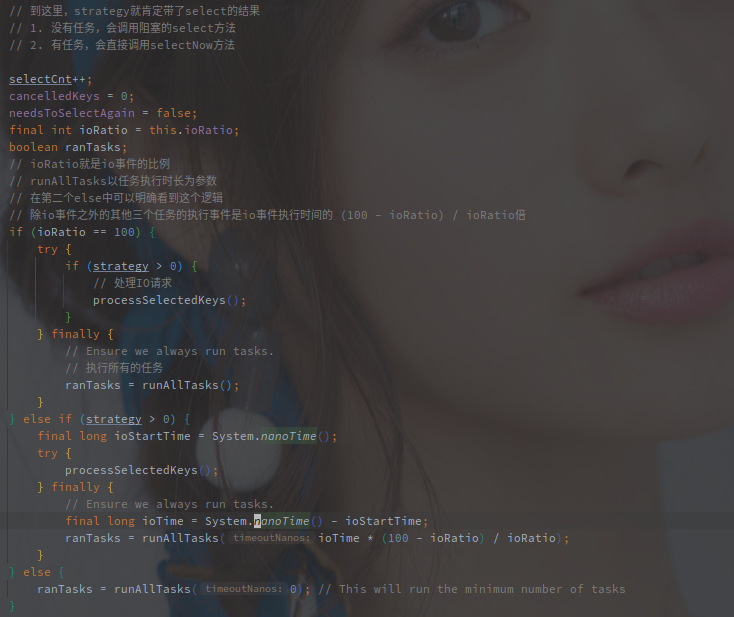 // 到这里，strategy就肯定带了select的结果
// 1. 没有任务，会调用阻塞的select方法
// 2. 有任务，会直接调用selectNow方法
selectCnt++;
cancelledKeys = 0;
needsToSelectAgain = false;
final int ioRatio = this.ioRatio;
boolean ranTasks;
// ioRatio就是io事件的比例
// runAllTasks以任务执行时长为参数
// 在第二个else中可以明确看到这个逻辑
// 除io事件之外的其他三个任务的执行事件是io事件执行时间的 (100 - ioRatio) / ioRatio倍
if (ioRatio == 100) {
try {
if (strategy > 0) {
// 处理IO请求
processSelectedKeys();
}
} finally {
// Ensure we always run tasks.
// 执行所有的任务
ranTasks = runAllTasks();
}
} else if (strategy > 0) {
final long ioStartTime = System.nanoTime();
try {
processSelectedKeys();
} finally {
// Ensure we always run tasks.
final long ioTime = System.nanoTime() - ioStartTime;
ranTasks = runAllTasks( timeoutNanos: ioTime * (100 - ioRatio) / ioRatio);
}
} else {
ranTasks = runAllTasks( timeoutNanos: 0); // This will run the minimum number of tasks
}